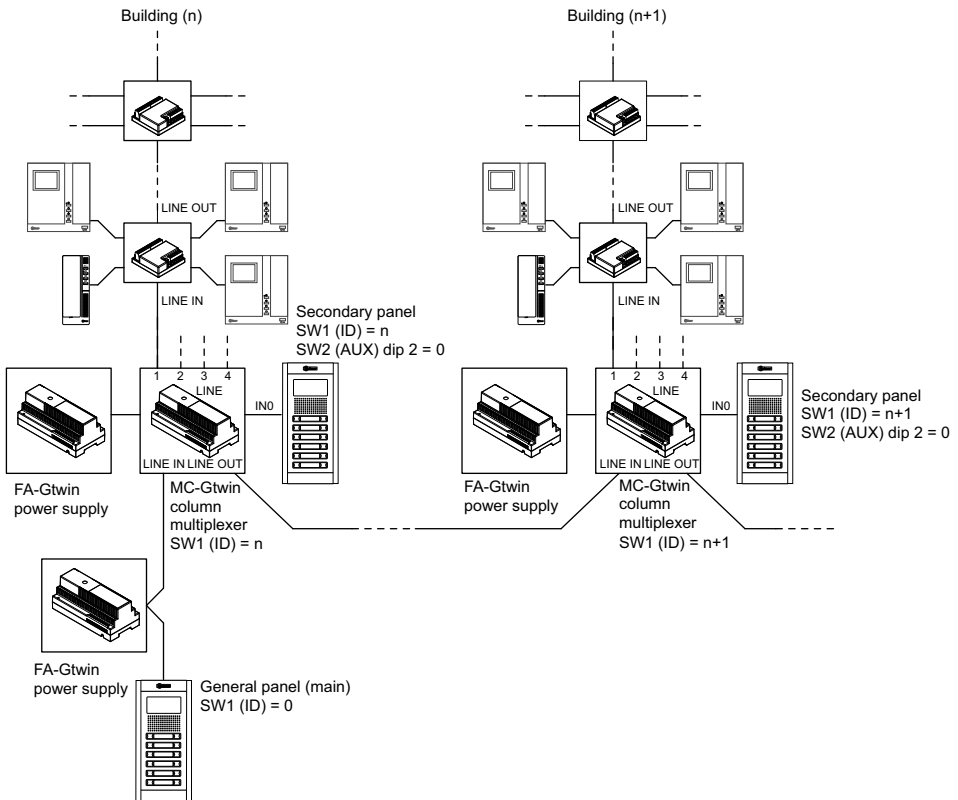 Building (n)
Building (n+1)
LINE OUT
LINE OUT
LINE IN
LINE IN
Secondary panel
SW1 (ID) = n
SW2 (AUX) dip 2 = 0
1 2 3 4
LINE
IN0
LINE IN LINE OUT
1 2 3 4
LINE
IN0
LINE IN LINE OUT
Secondary panel
SW1 (ID) = n+1
SW2 (AUX) dip 2 = 0
FA-Gtwin
power supply
MC-Gtwin
column
multiplexer
SW1 (ID) = n
FA-Gtwin
power supply
MC-Gtwin
column
multiplexer
SW1 (ID) = n+1
FA-Gtwin
power supply
General panel (main)
SW1 (ID) = 0